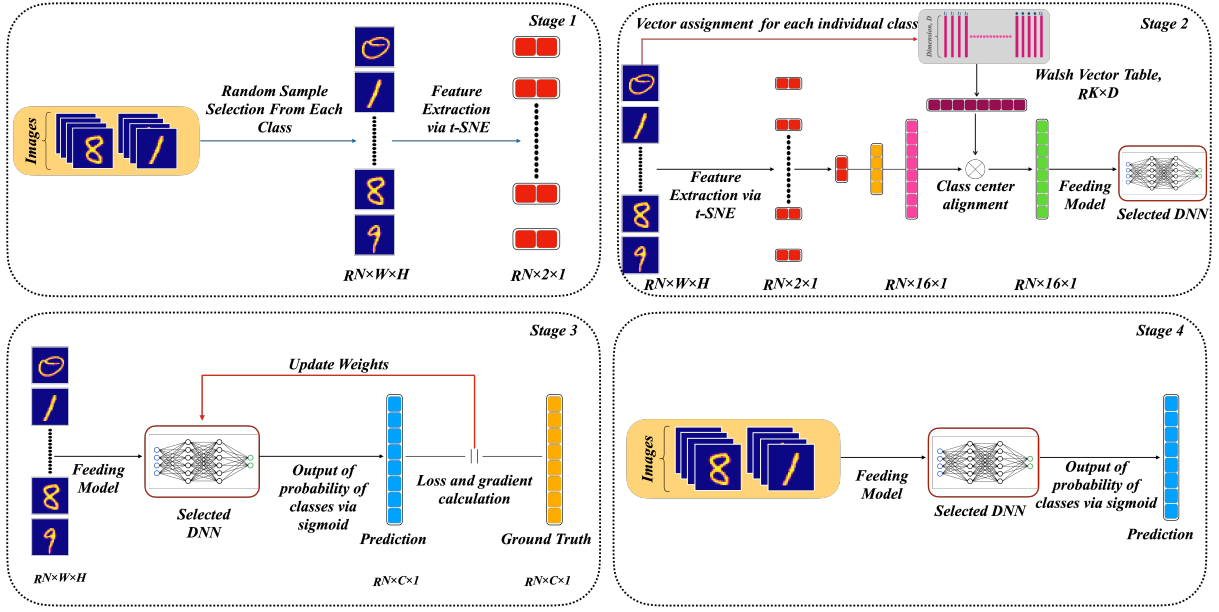 Stage 1
Images
Random Sample
Selection From Each
Class
Feature
Extraction
via t-SNE
RN×W×H
RN×2×1
Stage 2
Vector assignment for each individual class
Dimension, D
Walsh Vector Table,
RK×D
Feature
Extraction via
t-SNE
Class center
alignment
Feeding
Model
Selected DNN
RN×W×H
RN×2×1
RN×16×1
RN×16×1
Stage 3
Update Weights
Feeding
Model
Selected
DNN
Output of
probability of
classes via
sigmoid
Loss and gradient
calculation
Prediction
Ground Truth
RN×W×H
RN×C×1
RN×C×1
Stage 4
Images
Feeding
Model
Selected DNN
Output of
probability of
classes via
sigmoid
Prediction